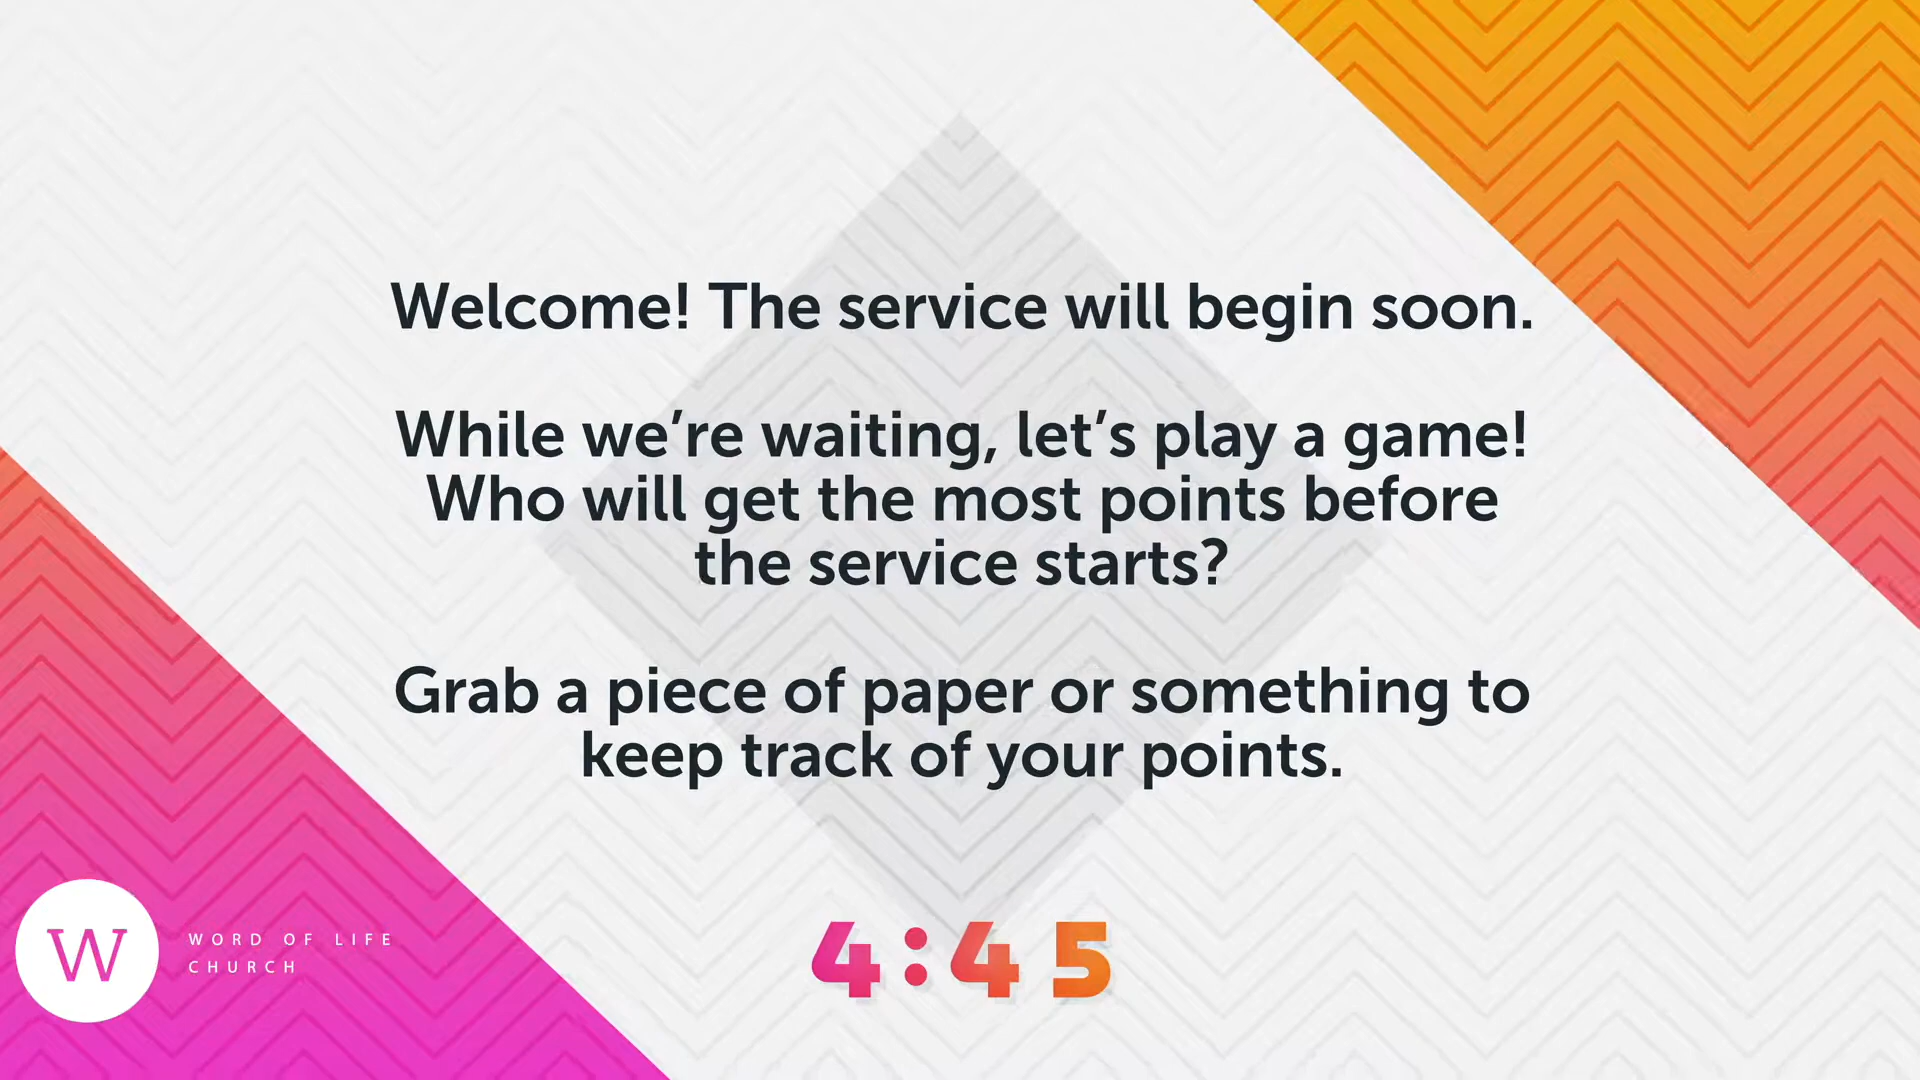 Welcome! The service will begin soon.
While we’re waiting, let’s play a game!
Who will get the most points before
the service starts?
Grab a piece of paper or something to
keep track of your points.
4:45
W
WORD OF LIFE
CHURCH